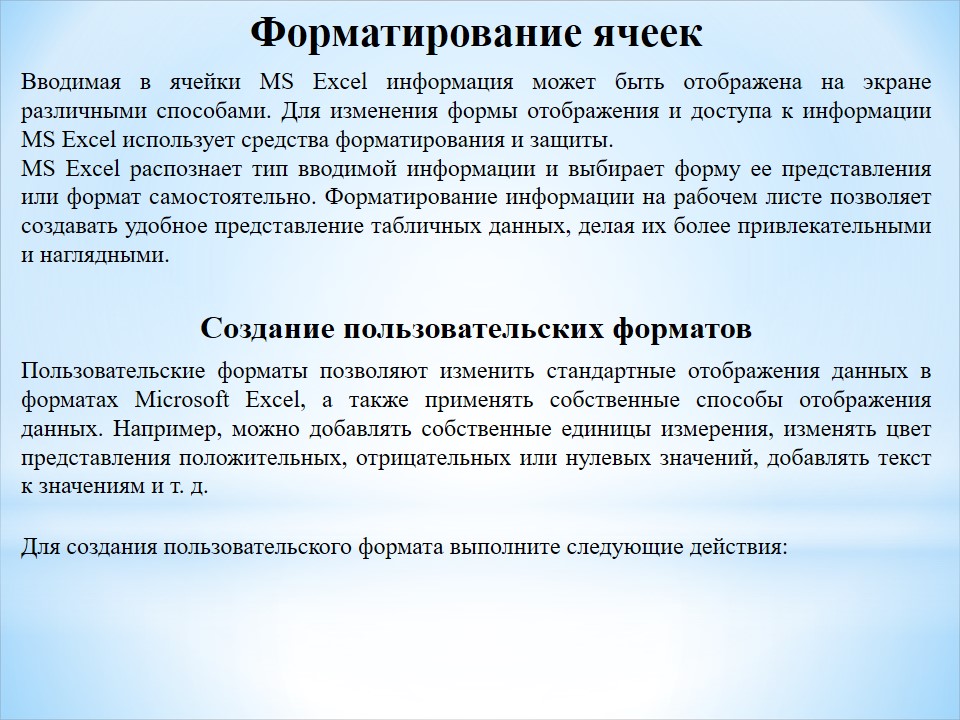 Форматирование ячеек
Вводимая в ячейки MS Excel информация может быть отображена на экране
различными способами. Для изменения формы отображения и доступа к информации
MS Excel использует средства форматирования и защиты.
MS Excel распознает тип вводимой информации и выбирает форму ее представления
или формат самостоятельно. Форматирование информации на рабочем листе позволяет
создавать удобное представление табличных данных, делая их более привлекательными
и наглядными.
Создание пользовательских форматов
Пользовательские форматы позволяют изменить стандартные отображения данных в
форматах Microsoft Excel, а также применять собственные способы отображения
данных. Например, можно добавлять собственные единицы измерения, изменять цвет
представления положительных, отрицательных или нулевых значений, добавлять текст
к значениям и т. д.
Для создания пользовательского формата выполните следующие действия: